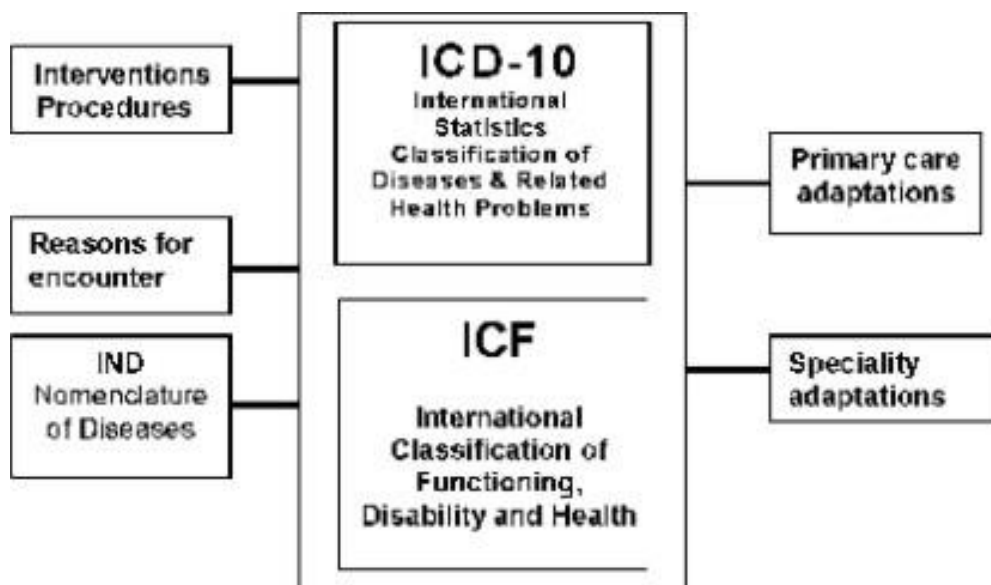 Interventions
Procedures
Reasons for
encounter
IND
Nomenclature
of Diseases
ICD-10
International
Statistics
Classification of
Diseases & Related
Health Problems
ICF
International
Classification of
Functioning,
Disability and Health
Primary care
adaptations
Speciality
adaptations